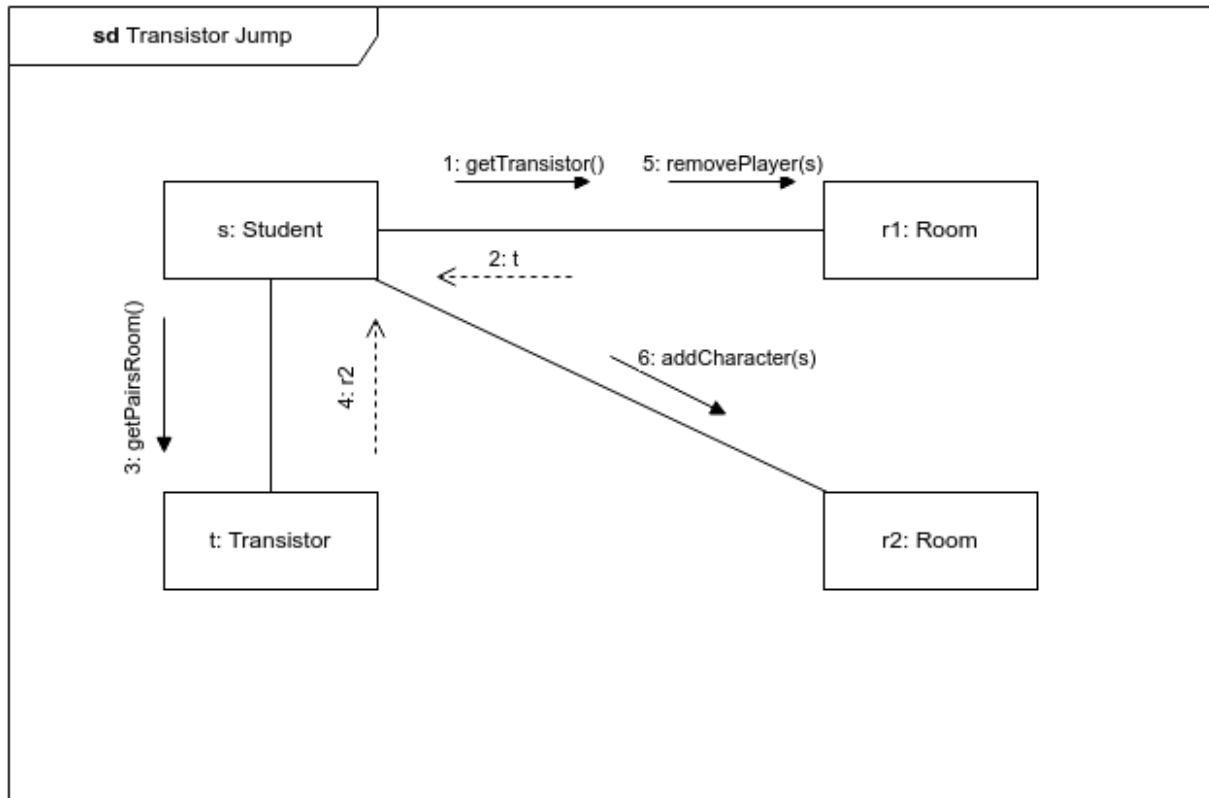 sd Transistor Jump
1: getTransistor()
5: removePlayer(s)
s: Student
r1: Room
2: t
3: getPairsRoom()
4: r2
6: addCharacter(s)
t: Transistor
r2: Room